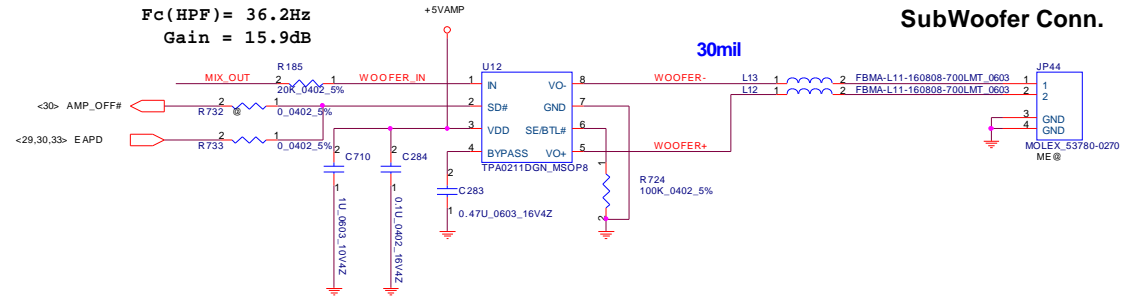 Fc(HPF)= 36.2Hz
Gain = 15.9dB
+5VAMP
SubWoofer Conn.
30mil
MIX_OUT
R185
2
1
20K_0402_5%
WOOFER_IN
U12
1
IN
VO-
8
WOOFER-
L13
1
2
FBMA-L11-160808-700LMT_0603
L12
1
2
FBMA-L11-160808-700LMT_0603
JP44
1
1
2
2
3
GND
4
GND
MOLEX_53780-0270
ME@
<30> AMP_OFF#
2
1
R732
@
0_0402_5%
2
SD#
GND
7
<29,30,33> EAPD
2
1
R733
0_0402_5%
3
VDD
SE/BTL#
6
4
BYPASS
VO+
5
WOOFER+
TPA0211DGN_MSOP8
2
C710
1
1U_0603_10V4Z
2
C284
1
0.1U_0402_16V4Z
2
C283
1
0.47U_0603_16V4Z
1
R724
100K_0402_5%
2